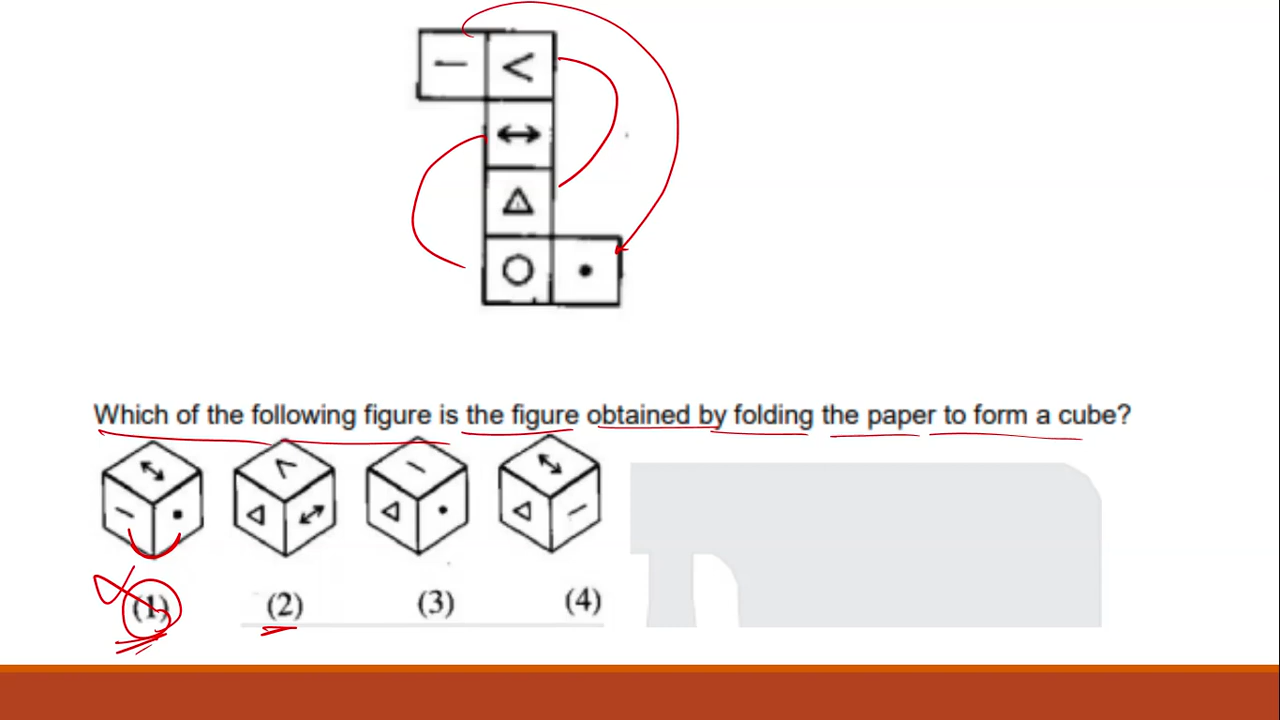 Which of the following figure is the figure obtained by folding the paper to form a cube?
(1) (2) (3) (4)